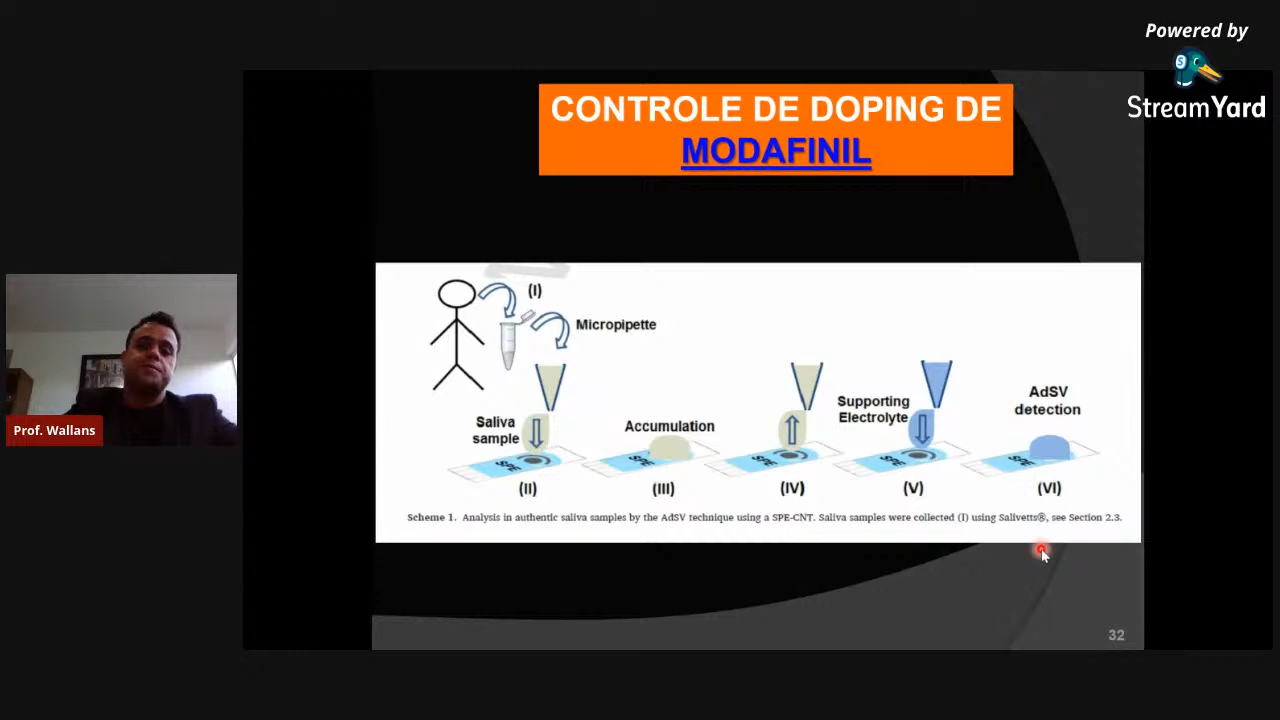 Powered by
StreamYard
CONTROLE DE DOPING DE
MODAFINIL
(I)
Micropipette
Saliva
sample
Accumulation
Supporting
Electrolyte
AdSV
detection
SPE
SPE
SPE
SPE
SPE
(II)
(III)
(IV)
(V)
(VI)
Scheme 1. Analysis in authentic saliva samples by the AdSV technique using a SPE-CNT. Saliva samples were collected (I) using Salivetts®, see Section 2.3.
Prof. Wallans
32